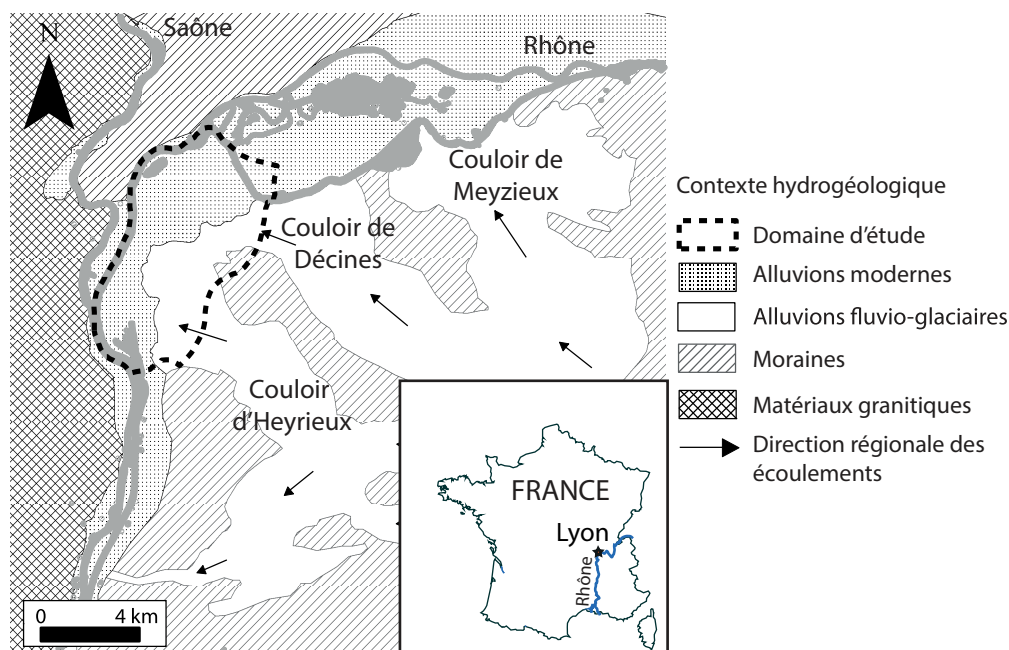 N
Saône
Rhône
Couloir de
Meyzieux
Couloir de
Décines
Couloir
d'Heyrieux
0 4 km
FRANCE
Lyon
Rhône
Contexte hydrogéologique
Domaine d'étude
Alluvions modernes
Alluvions fluvio-glaciaires
Moraines
Matériaux granitiques
Direction régionale des
écoulements